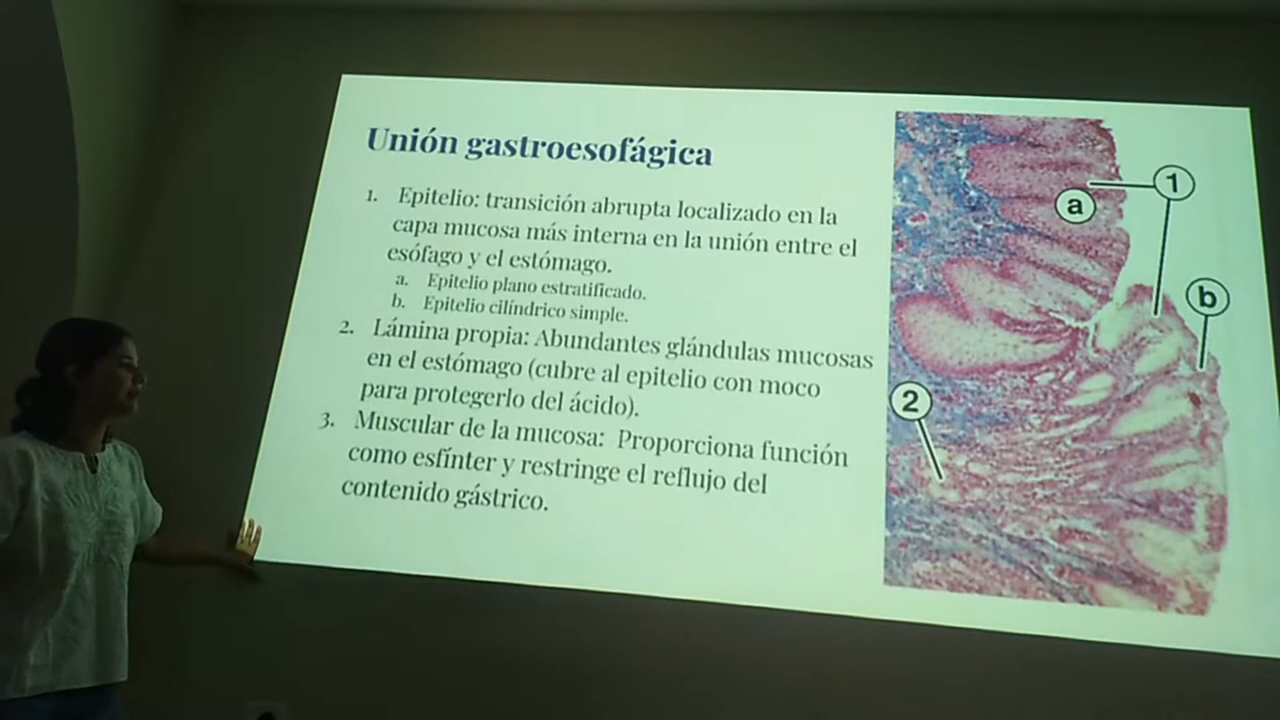 Unión gastroesofágica
1. Epitelio: transición abrupta localizado en la
capa mucosa más interna en la unión entre el
esófago y el estómago.
a. Epitelio plano estratificado.
b. Epitelio cilíndrico simple.
2. Lámina propia: Abundantes glándulas mucosas
en el estómago (cubre al epitelio con moco
para protegerlo del ácido).
3. Muscular de la mucosa: Proporciona función
como esfínter y restringe el reflujo del
contenido gástrico.
1
a
b
2